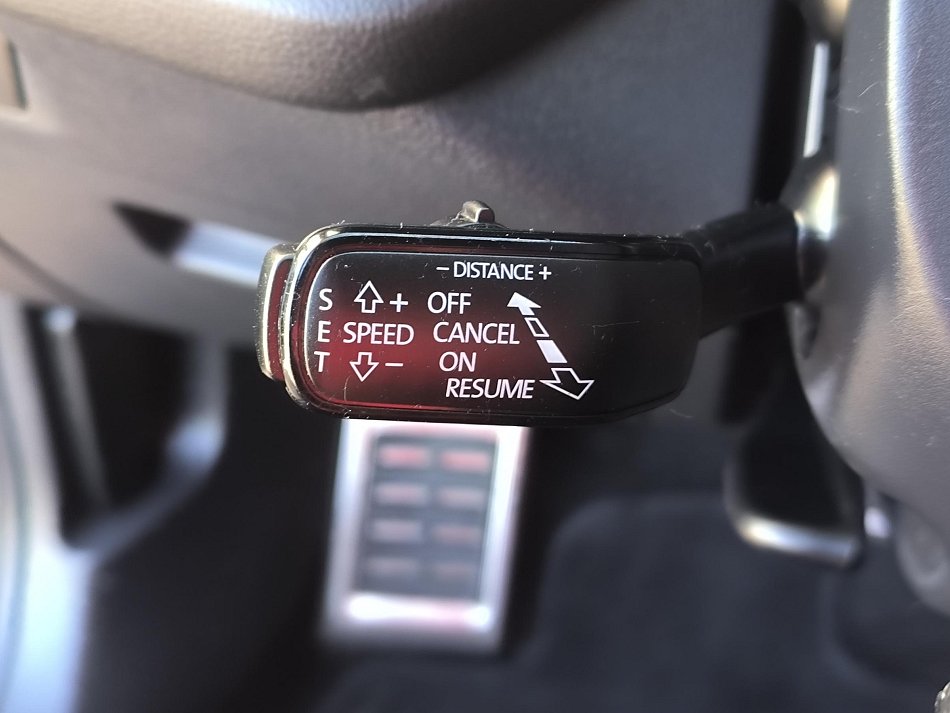 – DISTANCE +
S + OFF
E SPEED CANCEL
T – ON
RESUME